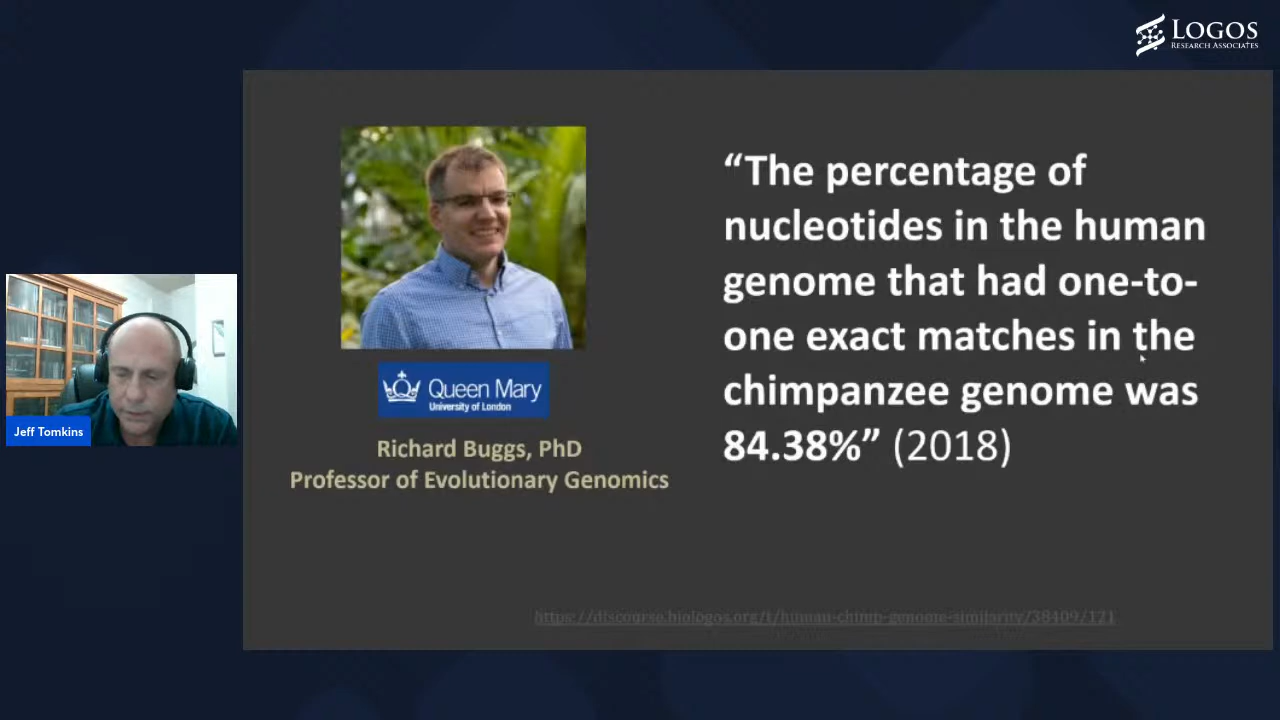 LOGOS
RESEARCH ASSOCIATES
“The percentage of
nucleotides in the human
genome that had one-to-
one exact matches in the
chimpanzee genome was
84.38%” (2018)
Queen Mary
University of London
Richard Buggs, PhD
Professor of Evolutionary Genomics
Jeff Tomkins
https://discourse.biologos.org/t/human-chimp-genome-similarity/38409/121